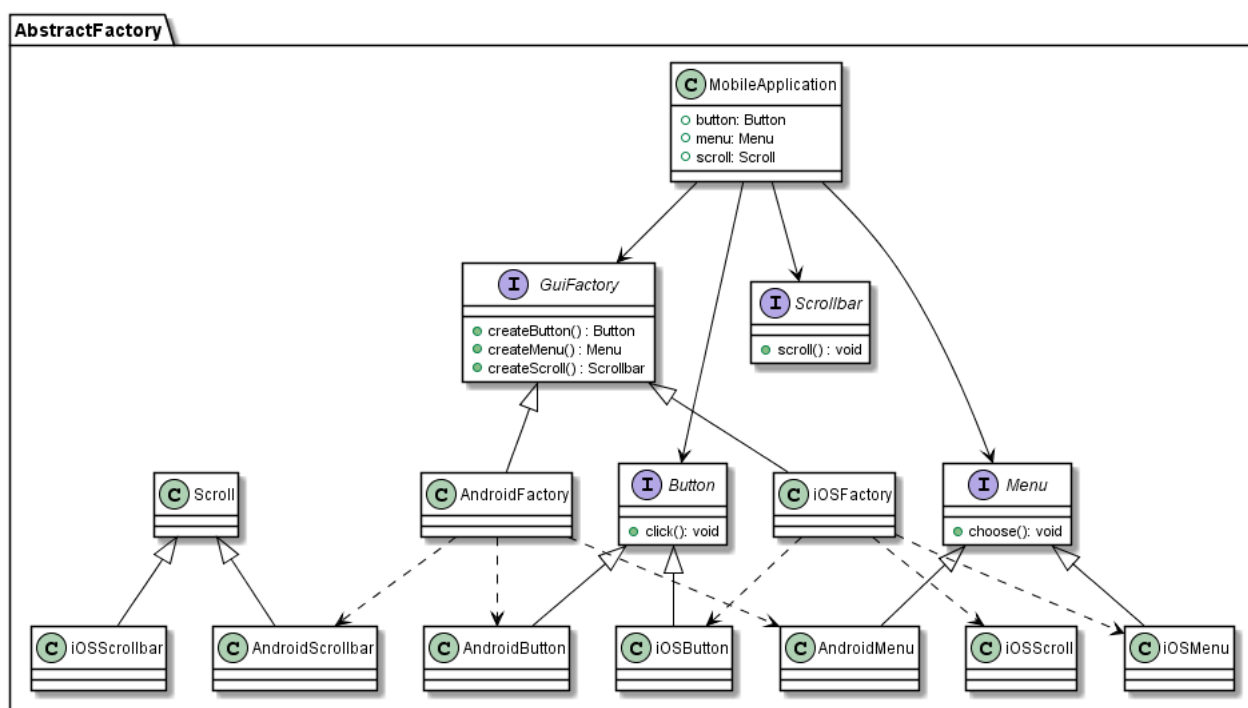 AbstractFactory
C MobileApplication
button: Button
menu: Menu
scroll: Scroll
I GuiFactory
createButton() : Button
createMenu() : Menu
createScroll() : Scrollbar
I Scrollbar
scroll() : void
C Scroll
C AndroidFactory
I Button
click(): void
C iOSFactory
I Menu
choose(): void
C iOSScrollbar
C AndroidScrollbar
C AndroidButton
C iOSButton
C AndroidMenu
C iOSScroll
C iOSMenu